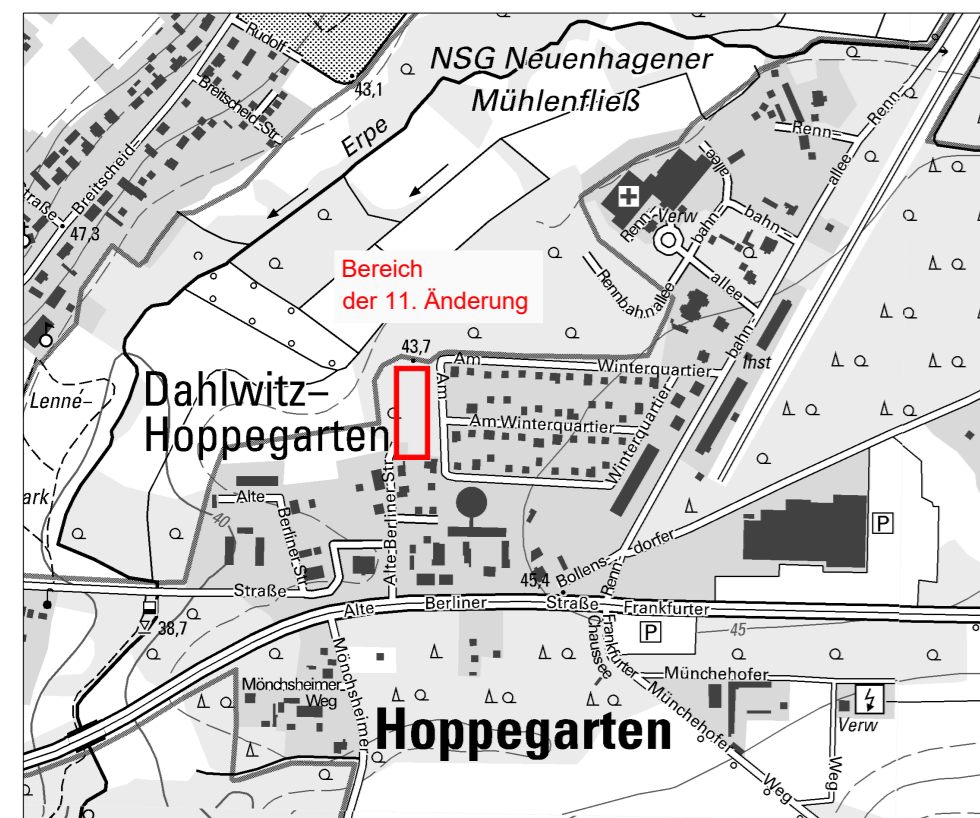 Rudolf-
Breitscheid-Str.
43,1
NSG Neuenhagener
Mühlenfließ
Erpe
Breitscheid-
Straße
47,3
Renn-
Renn-
allee
allee
bahn-
Verw
Renn-
bahn-
allee
Rennbahnallee
bahn-
Inst
Bereich
der 11. Änderung
43,7
Am
Winterquartier
Am
Am Winterquartier
Winterquartier
Lenné-
Dahlwitz-
Hoppegarten
ark
Alte
Berliner Str.
40
Alte Berliner Str.
Straße
45,4
Bollens-
dorfer
Renn-
Alte
Berliner
Straße
Frankfurter
P
P
45
38,7
Frankfurter
Chaussee
Mönchsheimer
Weg
Mönchsheimer
Münchehofer
Münchehofer
Weg
Weg
Verw
Hoppegarten